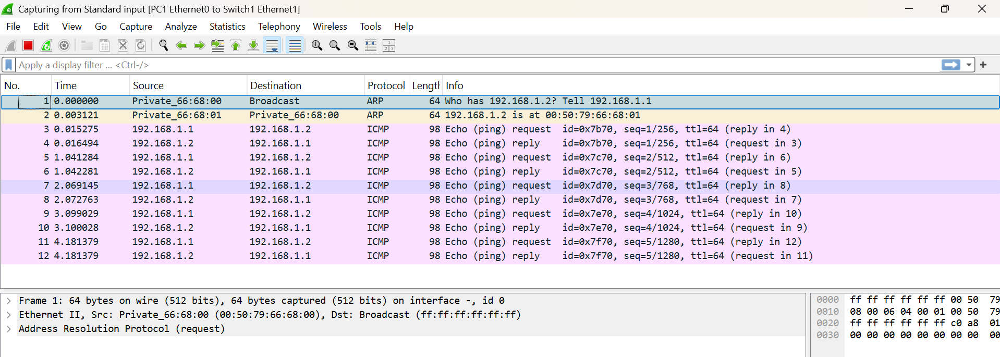 Capturing from Standard input [PC1 Ethernet0 to Switch1 Ethernet1]
File Edit View Go Capture Analyze Statistics Telephony Wireless Tools Help
Apply a display filter ... <Ctrl-/>
No. Time Source Destination Protocol Length Info
1 0.000000 Private_66:68:00 Broadcast ARP 64 Who has 192.168.1.2? Tell 192.168.1.1
2 0.003121 Private_66:68:01 Private_66:68:00 ARP 64 192.168.1.2 is at 00:50:79:66:68:01
3 0.015275 192.168.1.1 192.168.1.2 ICMP 98 Echo (ping) request id=0x7b70, seq=1/256, ttl=64 (reply in 4)
4 0.016494 192.168.1.2 192.168.1.1 ICMP 98 Echo (ping) reply id=0x7b70, seq=1/256, ttl=64 (request in 3)
5 1.041284 192.168.1.1 192.168.1.2 ICMP 98 Echo (ping) request id=0x7c70, seq=2/512, ttl=64 (reply in 6)
6 1.042281 192.168.1.2 192.168.1.1 ICMP 98 Echo (ping) reply id=0x7c70, seq=2/512, ttl=64 (request in 5)
7 2.069145 192.168.1.1 192.168.1.2 ICMP 98 Echo (ping) request id=0x7d70, seq=3/768, ttl=64 (reply in 8)
8 2.072763 192.168.1.2 192.168.1.1 ICMP 98 Echo (ping) reply id=0x7d70, seq=3/768, ttl=64 (request in 7)
9 3.099029 192.168.1.1 192.168.1.2 ICMP 98 Echo (ping) request id=0x7e70, seq=4/1024, ttl=64 (reply in 10)
10 3.100028 192.168.1.2 192.168.1.1 ICMP 98 Echo (ping) reply id=0x7e70, seq=4/1024, ttl=64 (request in 9)
11 4.181379 192.168.1.1 192.168.1.2 ICMP 98 Echo (ping) request id=0x7f70, seq=5/1280, ttl=64 (reply in 12)
12 4.181379 192.168.1.2 192.168.1.1 ICMP 98 Echo (ping) reply id=0x7f70, seq=5/1280, ttl=64 (request in 11)
Frame 1: 64 bytes on wire (512 bits), 64 bytes captured (512 bits) on interface -, id 0
Ethernet II, Src: Private_66:68:00 (00:50:79:66:68:00), Dst: Broadcast (ff:ff:ff:ff:ff:ff)
Address Resolution Protocol (request)
0000 ff ff ff ff ff ff 00 50 79
0010 08 00 06 04 00 01 00 50 79
0020 ff ff ff ff ff ff c0 a8 01
0030 00 00 00 00 00 00 00 00 00